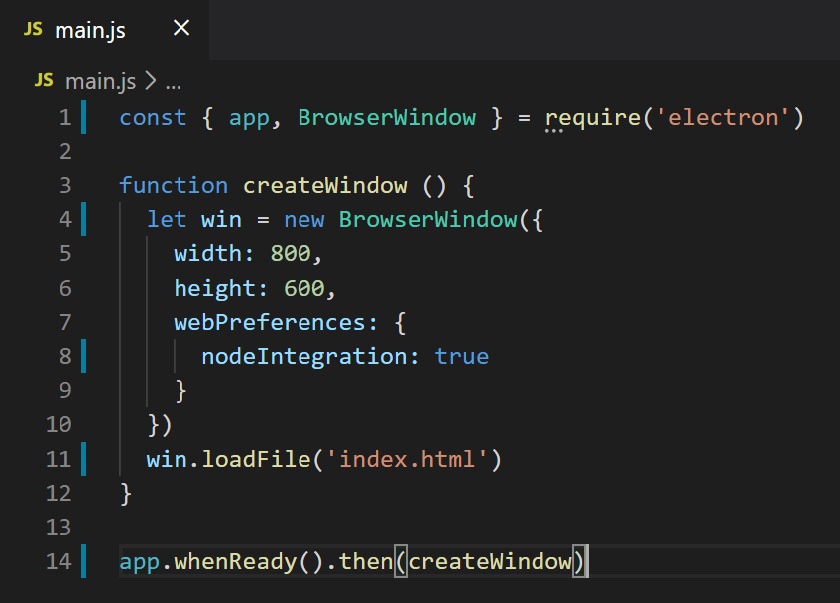 JS main.js ×
JS main.js > ...
1 const { app, BrowserWindow } = require('electron')
2
3 function createWindow () {
4   let win = new BrowserWindow({
5     width: 800,
6     height: 600,
7     webPreferences: {
8       nodeIntegration: true
9     }
10   })
11   win.loadFile('index.html')
12 }
13
14 app.whenReady().then(createWindow)